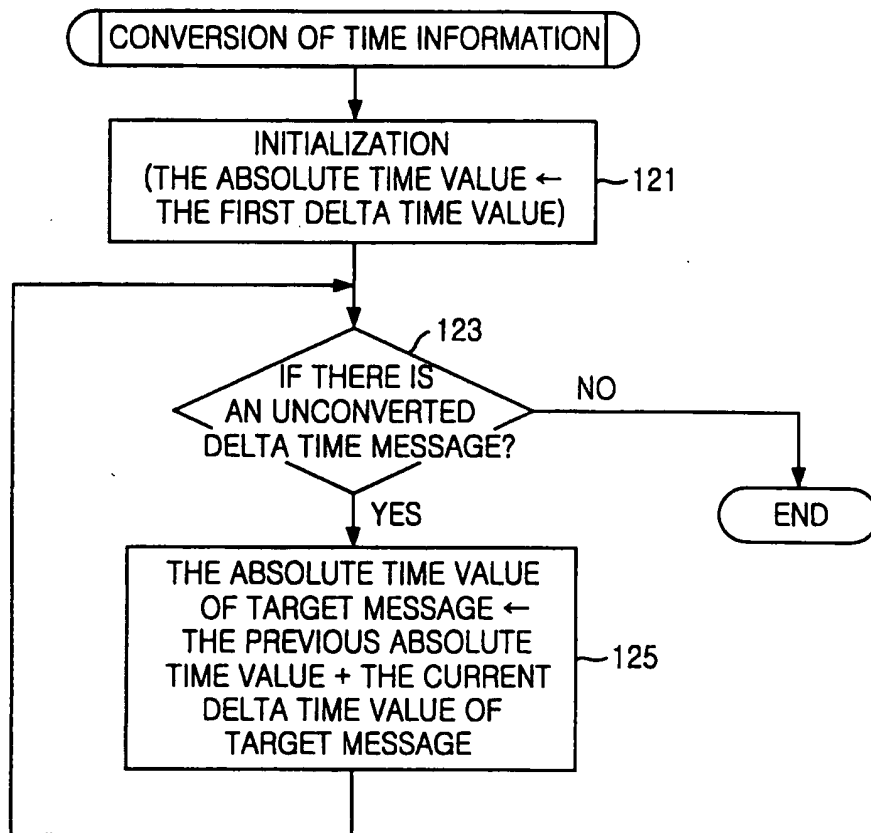 CONVERSION OF TIME INFORMATION
INITIALIZATION
(THE ABSOLUTE TIME VALUE ←
THE FIRST DELTA TIME VALUE)
121
123
IF THERE IS
AN UNCONVERTED
DELTA TIME MESSAGE?
NO
YES
END
THE ABSOLUTE TIME VALUE
OF TARGET MESSAGE ←
THE PREVIOUS ABSOLUTE
TIME VALUE + THE CURRENT
DELTA TIME VALUE OF
TARGET MESSAGE
125